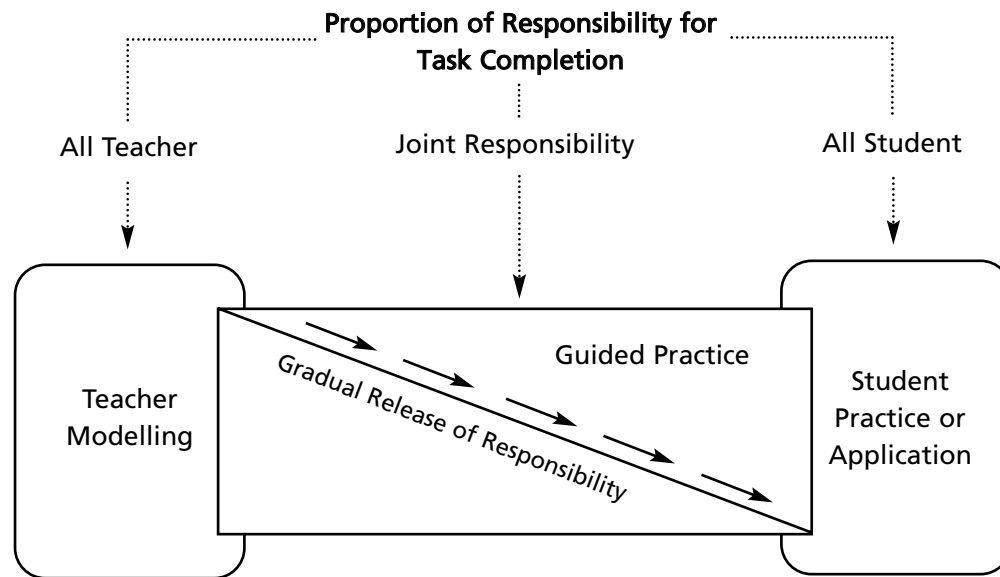 Proportion of Responsibility for
Task Completion
All Teacher
Joint Responsibility
All Student
Teacher
Modelling
Gradual Release of Responsibility
Guided Practice
Student
Practice or
Application